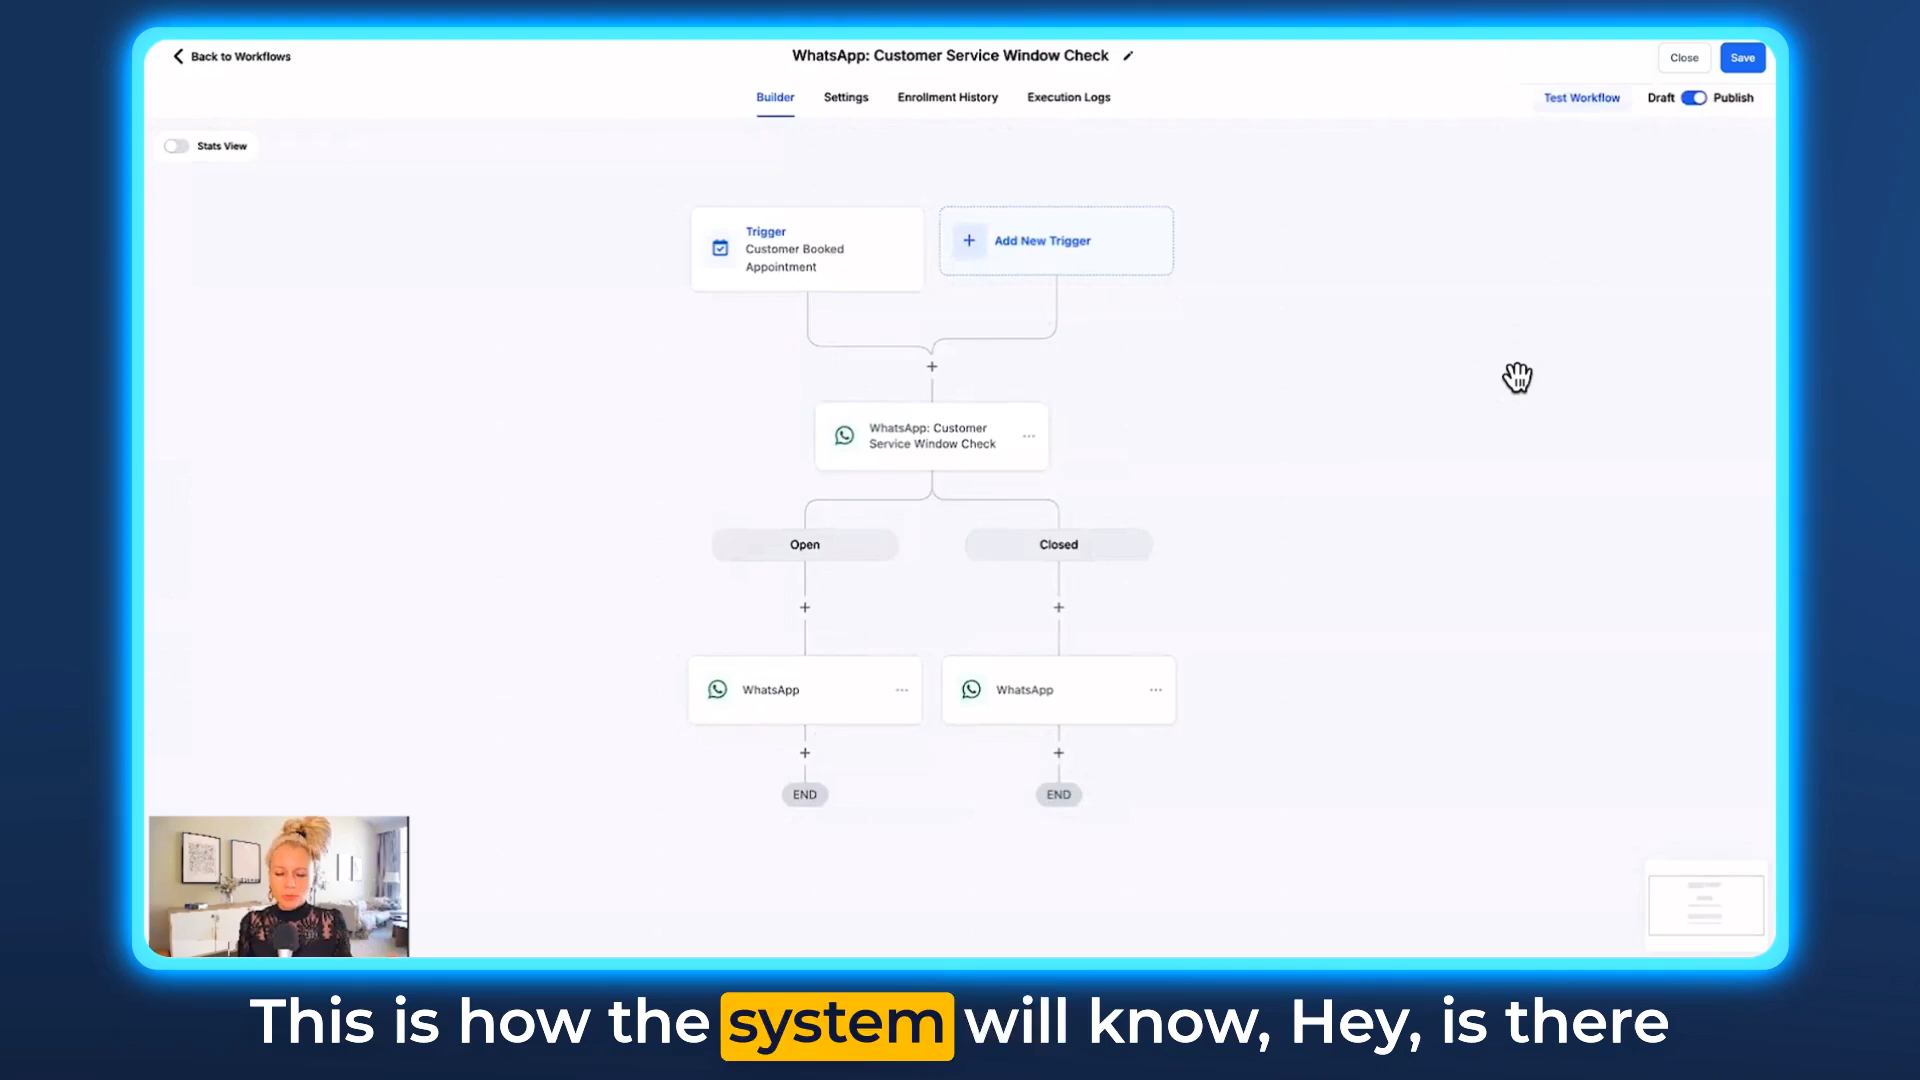 Back to Workflows
WhatsApp: Customer Service Window Check
Close
Save
Builder
Settings
Enrollment History
Execution Logs
Test Workflow
Draft
Publish
Stats View
Trigger
Customer Booked
Appointment
Add New Trigger
WhatsApp: Customer
Service Window Check
Open
Closed
WhatsApp
WhatsApp
END
END
This is how the system will know, Hey, is there